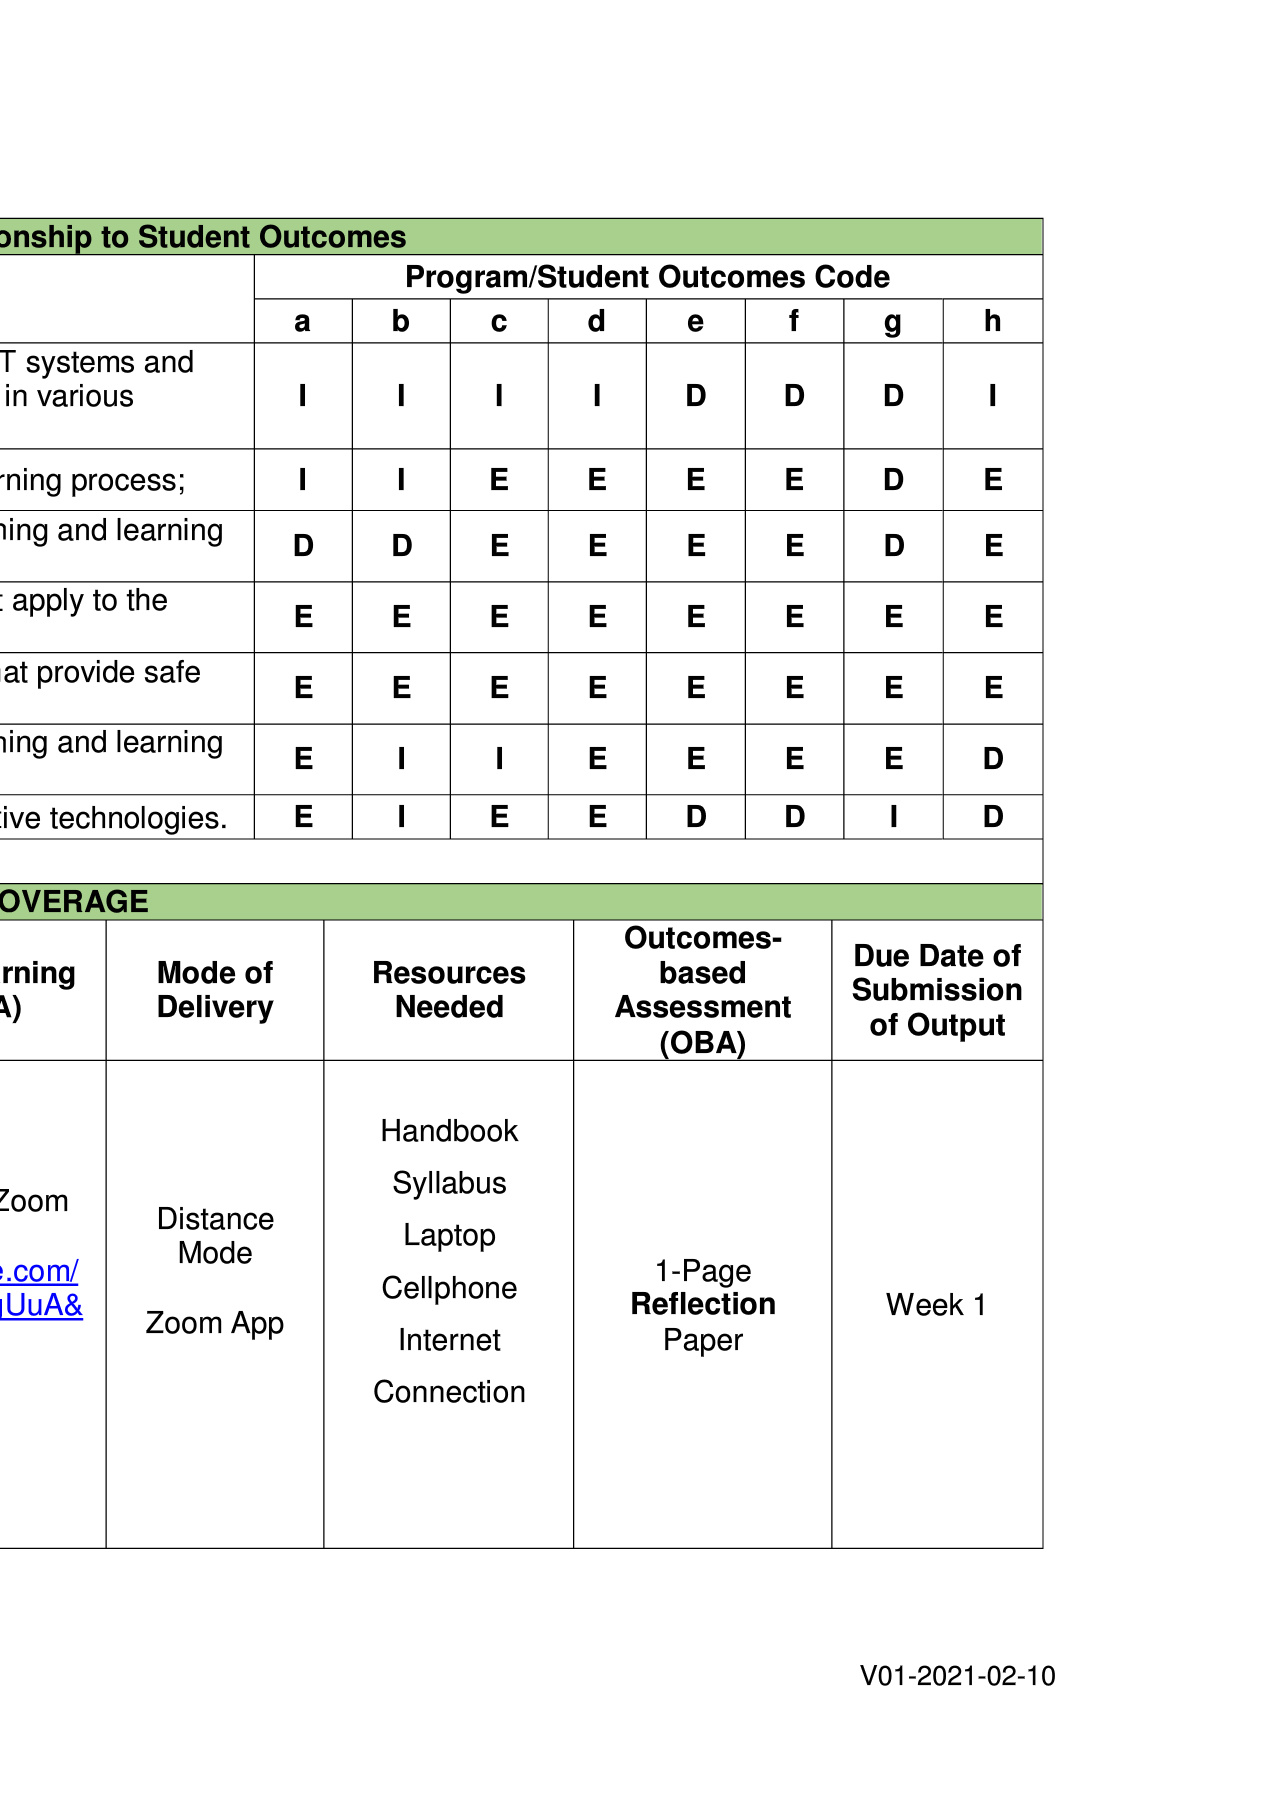 onship to Student Outcomes
Program/Student Outcomes Code
a b c d e f g h
T systems and
in various
I I I I D D D I
rning process;
I I E E E E D E
ning and learning
D D E E E E D E
apply to the
E E E E E E E E
at provide safe
E E E E E E E E
ning and learning
E I I E E E E D
tive technologies.
E I E E D D I D
OVERAGE
rning
A)
Mode of
Delivery
Resources
Needed
Outcomes-
based
Assessment
(OBA)
Due Date of
Submission
of Output
Zoom
e.com/
gUuA&
Distance
Mode
Zoom App
Handbook
Syllabus
Laptop
Cellphone
Internet
Connection
1-Page
Reflection
Paper
Week 1
V01-2021-02-10